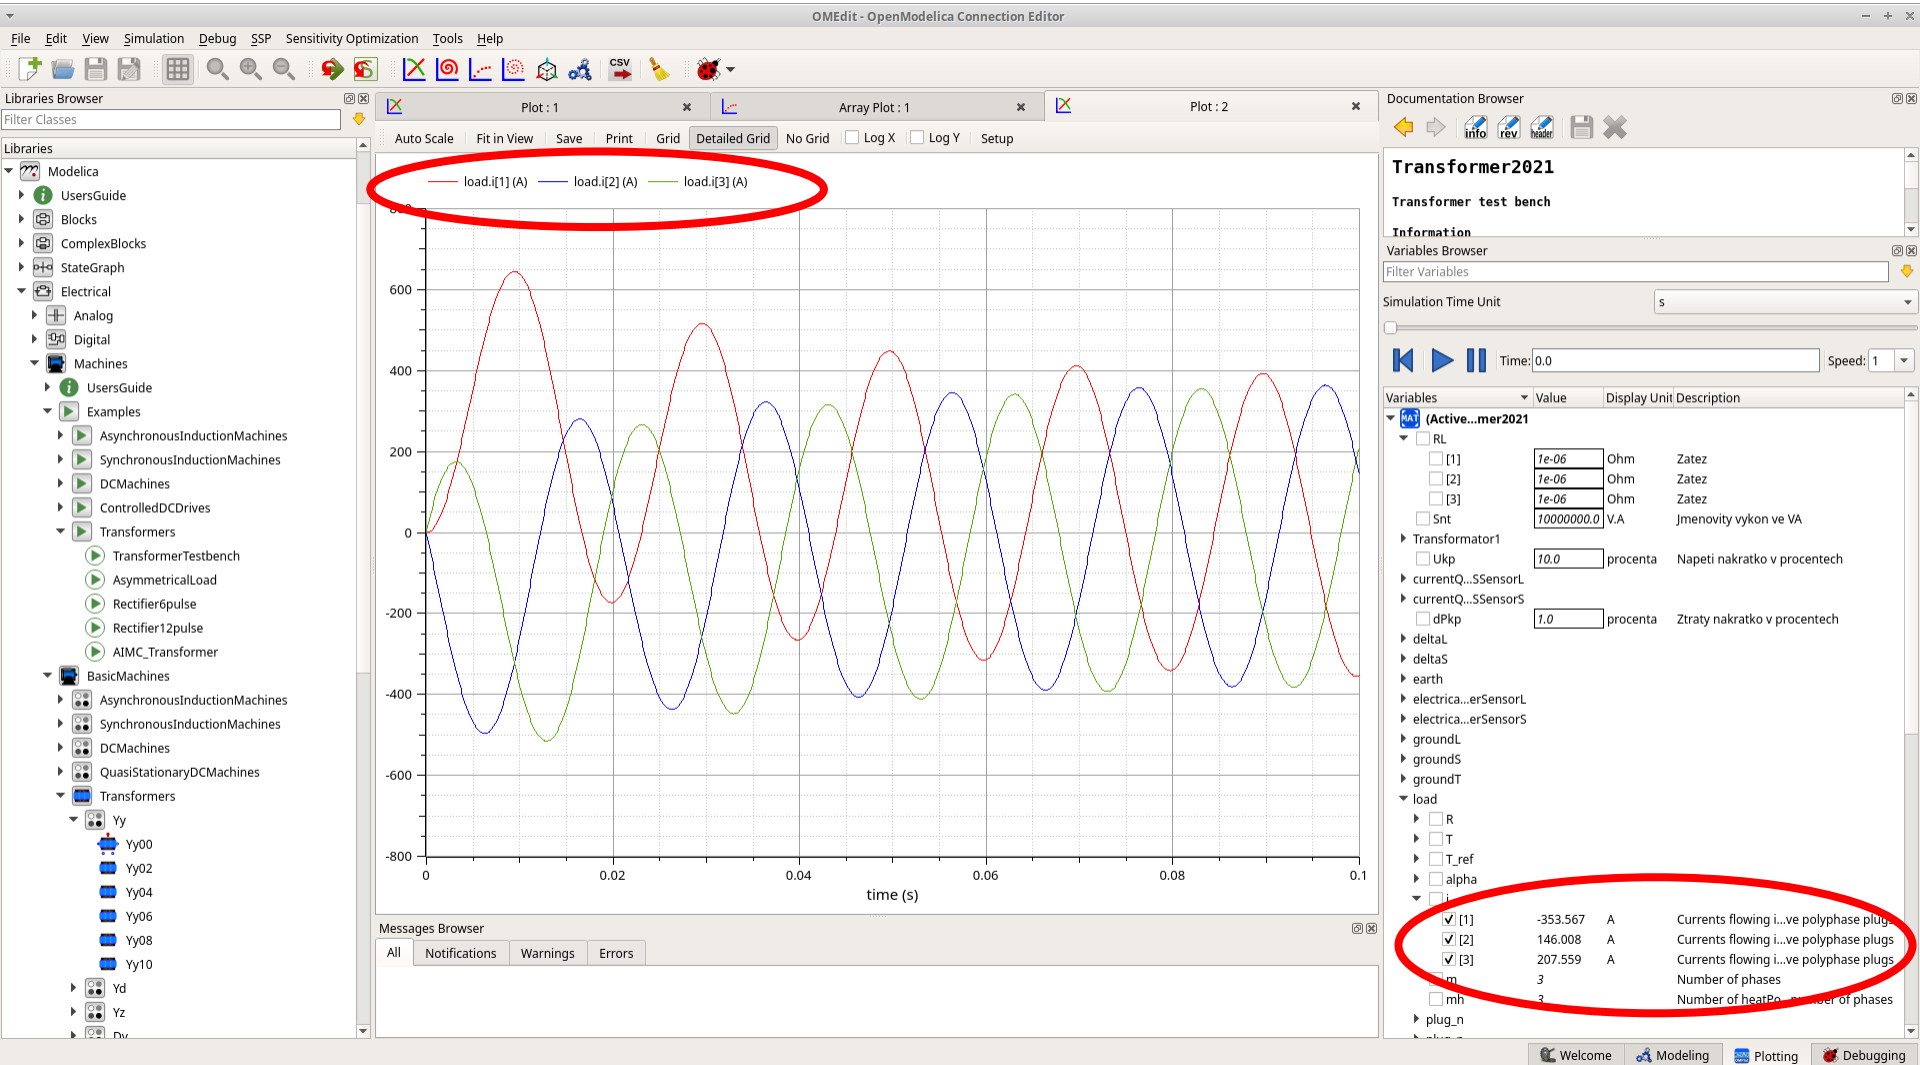 OMEdit - OpenModelica Connection Editor
File Edit View Simulation Debug SSP Sensitivity Optimization Tools Help
CSV
Libraries Browser
Filter Classes
Libraries
Modelica
UsersGuide
Blocks
ComplexBlocks
StateGraph
Electrical
Analog
Digital
Machines
UsersGuide
Examples
AsynchronousInductionMachines
SynchronousInductionMachines
DCMachines
ControlledDCDrives
Transformers
TransformerTestbench
AsymmetricalLoad
Rectifier6pulse
Rectifier12pulse
AIMC_Transformer
BasicMachines
AsynchronousInductionMachines
SynchronousInductionMachines
DCMachines
QuasiStationaryDCMachines
Transformers
Yy
Yy00
Yy02
Yy04
Yy06
Yy08
Yy10
Yd
Yz
Dy
Plot : 1 Array Plot : 1 Plot : 2
Auto Scale Fit in View Save Print Grid Detailed Grid No Grid Log X Log Y Setup
load.i[1] (A) load.i[2] (A) load.i[3] (A)
800
600
400
200
0
-200
-400
-600
-800
0 0.02 0.04 0.06 0.08 0.1
time (s)
Messages Browser
All Notifications Warnings Errors
Documentation Browser
info rev header
Transformer2021
Transformer test bench
Information
Variables Browser
Filter Variables
Simulation Time Unit s
Time: 0.0 Speed: 1
Variables Value Display Unit Description
MAT (Active...mer2021
RL
[1] 1e-06 Ohm Zatez
[2] 1e-06 Ohm Zatez
[3] 1e-06 Ohm Zatez
Snt 10000000.0 V.A Jmenovity vykon ve VA
Transformator1
Ukp 10.0 procenta Napeti nakratko v procentech
currentQ...SSensorL
currentQ...SSensorS
dPkp 1.0 procenta Ztraty nakratko v procentech
deltaL
deltaS
earth
electrica...erSensorL
electrica...erSensorS
groundL
groundS
groundT
load
R
T
T_ref
alpha
i
[1] -353.567 A Currents flowing i...ve polyphase plugs
[2] 146.008 A Currents flowing i...ve polyphase plugs
[3] 207.559 A Currents flowing i...ve polyphase plugs
m 3 Number of phases
mh 3 Number of heatPo...number of phases
plug_n
Welcome Modeling Plotting Debugging